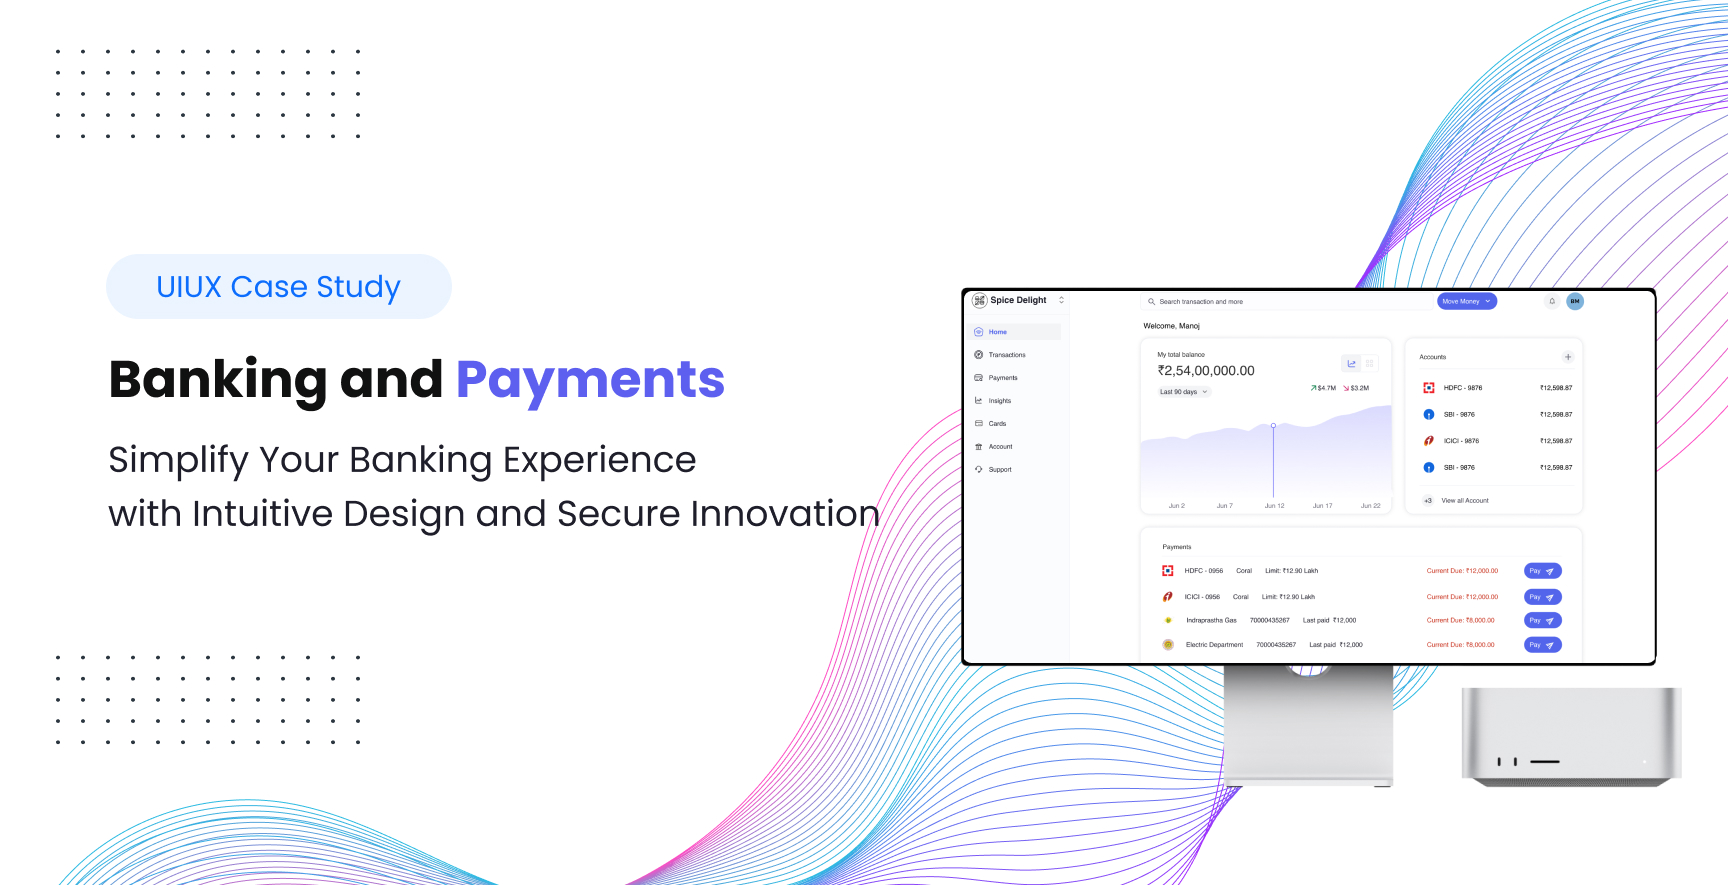 UIUX Case Study
Banking and Payments
Simplify Your Banking Experience
with Intuitive Design and Secure Innovation
Spice Delight
Search transaction and more
Move Money
BM
Home
Transactions
Payments
Insights
Cards
Account
Support
Welcome, Manoj
My total balance
₹2,54,00,000.00
Last 90 days
$4.7M $3.2M
Jun 2 Jun 7 Jun 12 Jun 17 Jun 22
Accounts
HDFC - 9876 ₹12,598.87
SBI - 9876 ₹12,598.87
ICICI - 9876 ₹12,598.87
SBI - 9876 ₹12,598.87
+3 View all Account
Payments
HDFC - 0956 Coral Limit: ₹12.90 Lakh Current Due: ₹12,000.00 Pay
ICICI - 0956 Coral Limit: ₹12.90 Lakh Current Due: ₹12,000.00 Pay
Indraprastha Gas 70000435267 Last paid ₹12,000 Current Due: ₹8,000.00 Pay
Electric Department 70000435267 Last paid ₹12,000 Current Due: ₹8,000.00 Pay